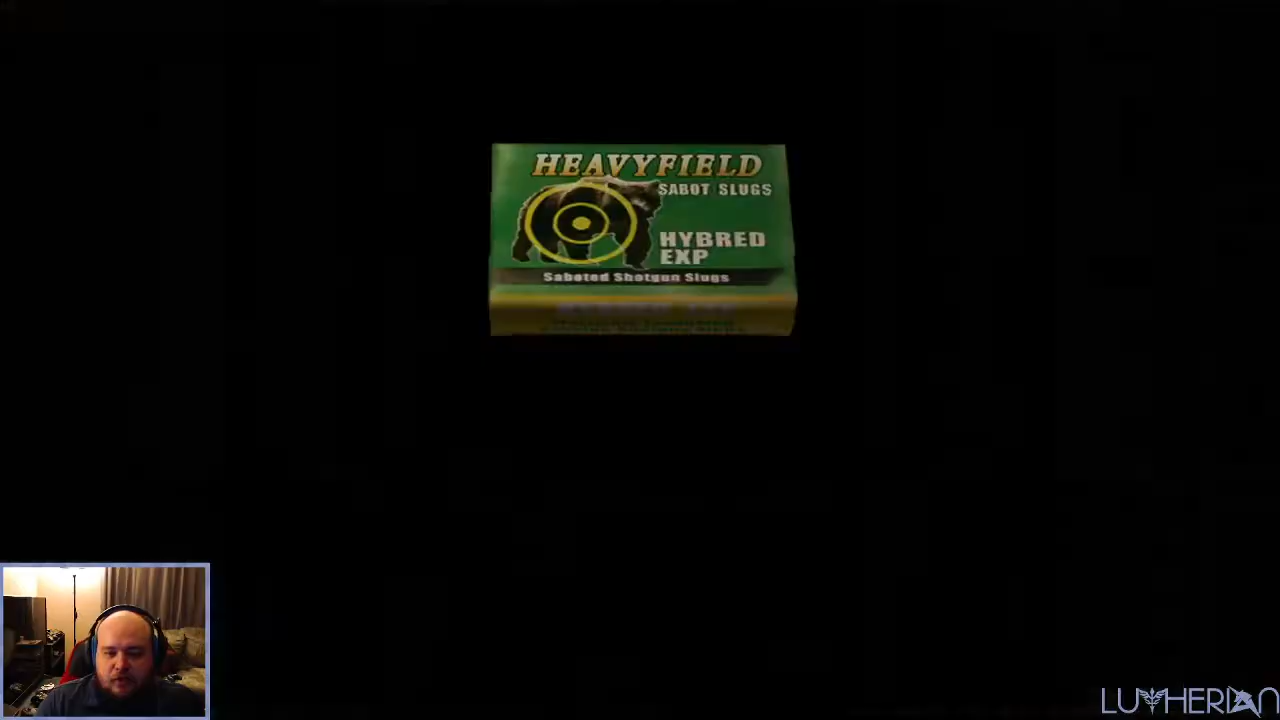 HEAVYFIELD
SABOT SLUGS
HYBRED
EXP
Saboted Shotgun Slugs
LUTHERIAN